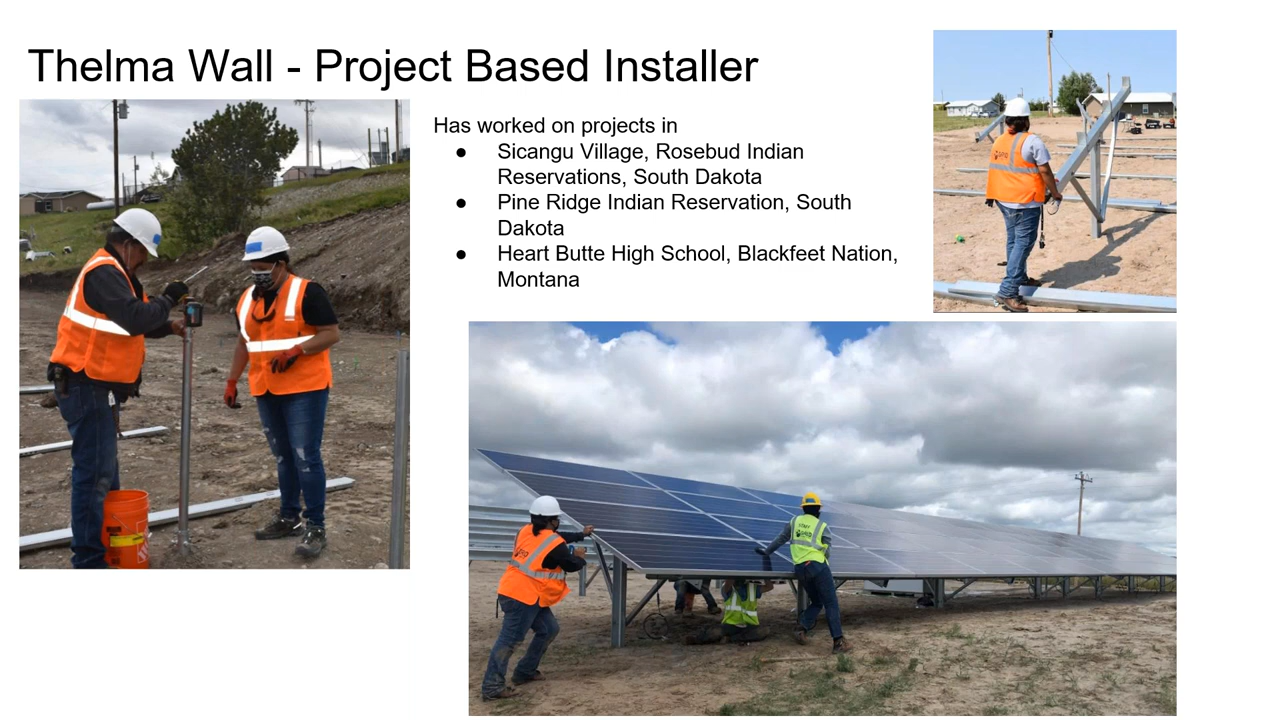 Thelma Wall - Project Based Installer
Has worked on projects in
● Sicangu Village, Rosebud Indian
Reservations, South Dakota
● Pine Ridge Indian Reservation, South
Dakota
● Heart Butte High School, Blackfeet Nation,
Montana